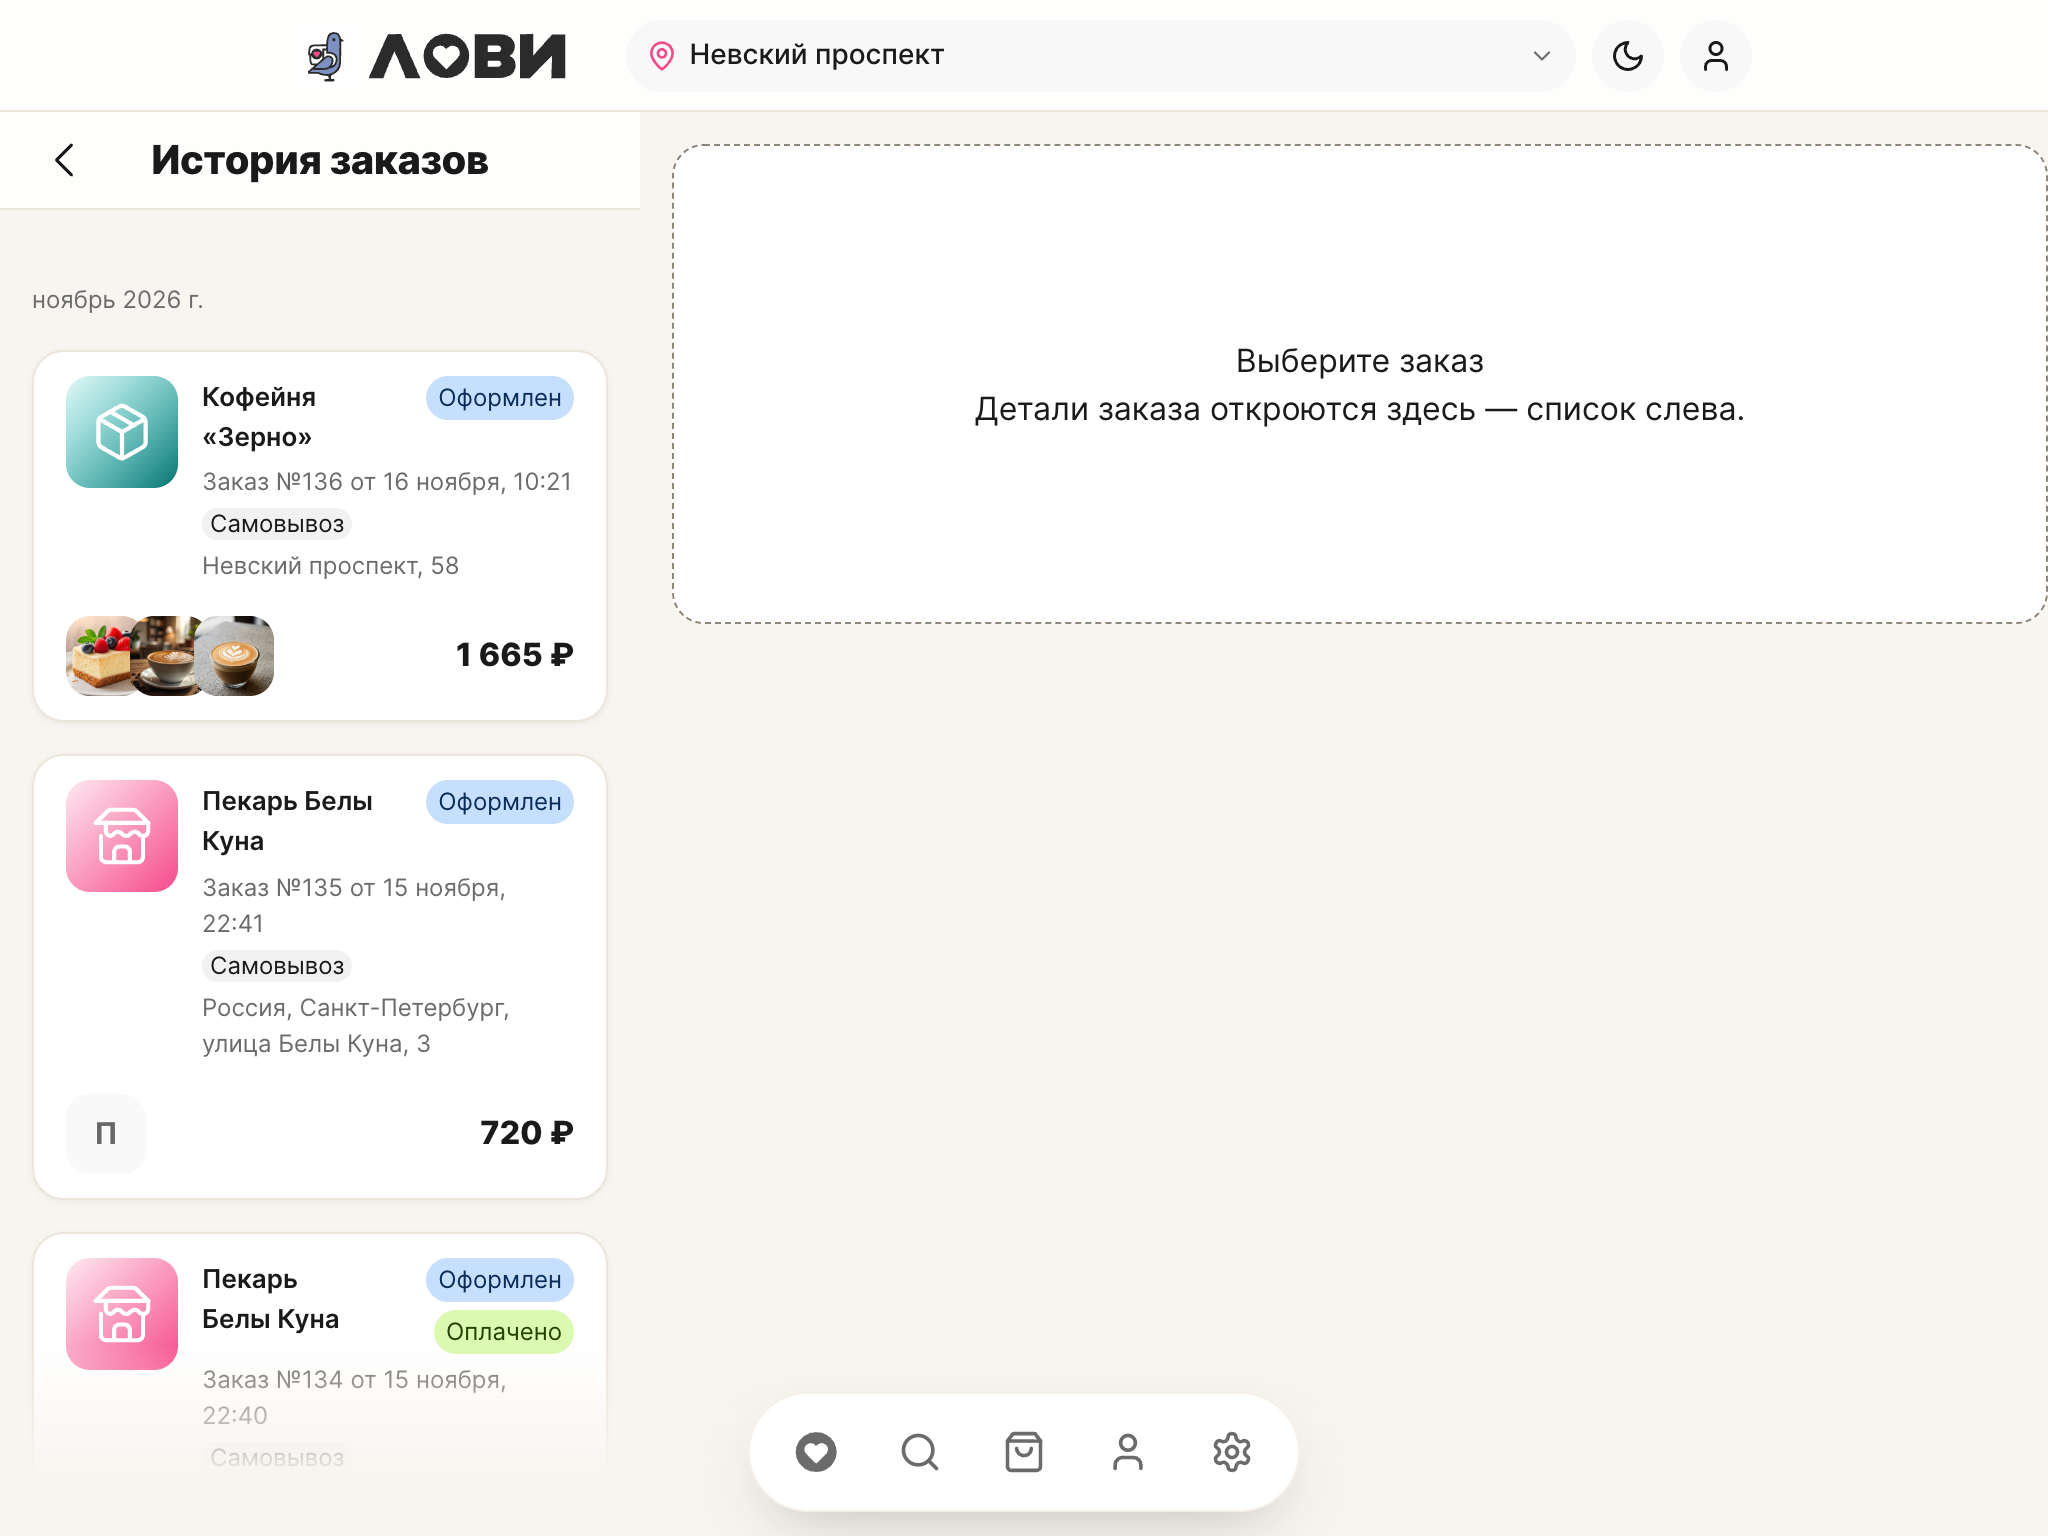 ЛОВИ
Невский проспект
История заказов
ноябрь 2026 г.
Кофейня
«Зерно»
Оформлен
Заказ №136 от 16 ноября, 10:21
Самовывоз
Невский проспект, 58
1 665 ₽
Пекарь Белы
Куна
Оформлен
Заказ №135 от 15 ноября,
22:41
Самовывоз
Россия, Санкт-Петербург,
улица Белы Куна, 3
П
720 ₽
Пекарь
Белы Куна
Оформлен
Оплачено
Заказ №134 от 15 ноября,
22:40
Самовывоз
Выберите заказ
Детали заказа откроются здесь — список слева.